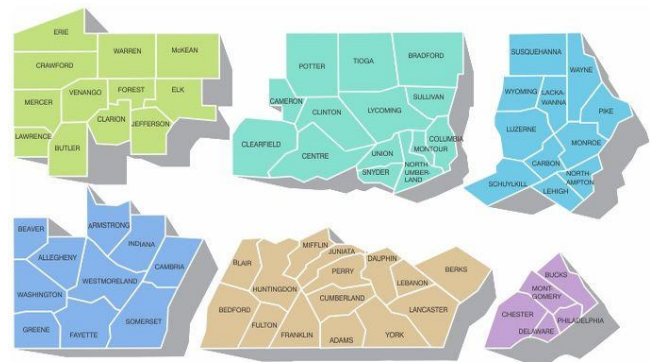 ERIE
WARREN
McKEAN
CRAWFORD
MERCER
VENANGO
FOREST
ELK
CLARION
JEFFERSON
LAWRENCE
BUTLER
POTTER
TIOGA
BRADFORD
CAMERON
CLINTON
LYCOMING
SULLIVAN
CLEARFIELD
CENTRE
UNION
MONTOUR
COLUMBIA
SNYDER
NORTH
UMBER-
LAND
SUSQUEHANNA
WAYNE
WYOMING
LACKA-
WANNA
PIKE
LUZERNE
MONROE
CARBON
SCHUYLKILL
NORTH
AMPTON
LEHIGH
BEAVER
ARMSTRONG
INDIANA
ALLEGHENY
CAMBRIA
WESTMORELAND
WASHINGTON
GREENE
FAYETTE
SOMERSET
MIFFLIN
JUNIATA
BLAIR
DAUPHIN
PERRY
BERKS
HUNTINGDON
LEBANON
CUMBERLAND
BEDFORD
LANCASTER
FULTON
FRANKLIN
ADAMS
YORK
BUCKS
MONT-
GOMERY
CHESTER
PHILADELPHIA
DELAWARE